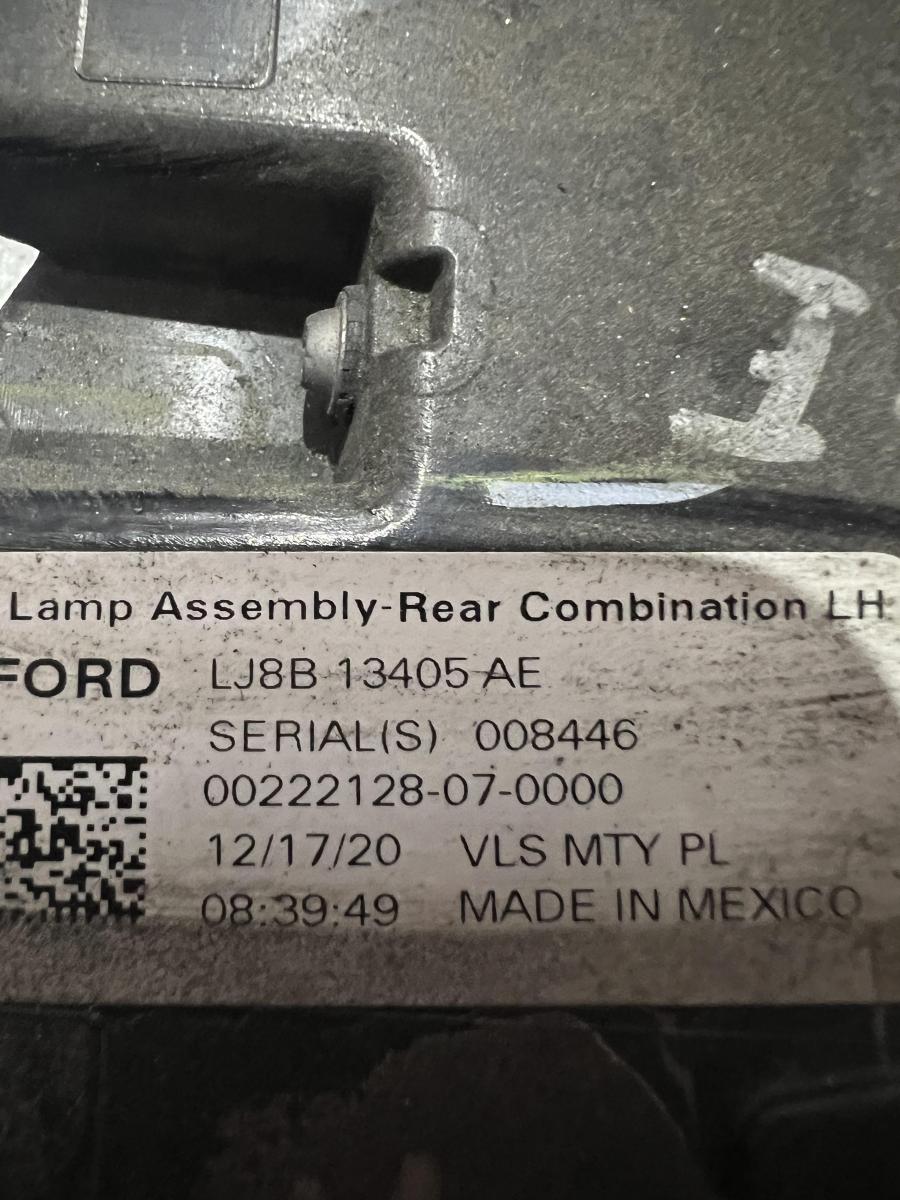 Lamp Assembly-Rear Combination LH
FORD LJ8B 13405 AE
SERIAL(S) 008446
00222128-07-0000
12/17/20 VLS MTY PL
08:39:49 MADE IN MEXICO